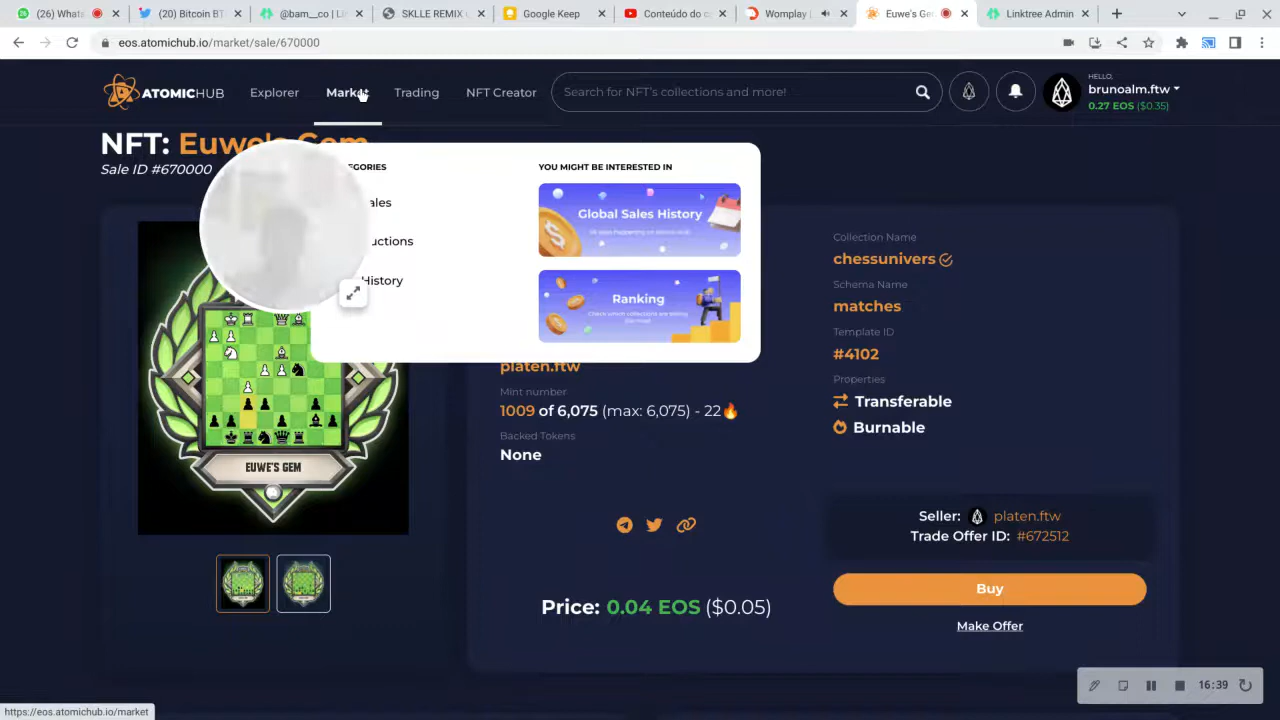 (26) Whats
(20) Bitcoin BT
@bam__co | Li
SKLLE REMIX
Google Keep
Conteúdo do c
Womplay |
Euwe's Gem
Linktree Admin
eos.atomichub.io/market/sale/670000
ATOMICHUB
Explorer
Market
Trading
NFT Creator
Search for NFT's collections and more!
HELLO,
brunoalm.ftw
0.27 EOS ($0.35)
NFT: Euwe's Gem
Sale ID #670000
YOU MIGHT BE INTERESTED IN
Global Sales History
History
Ranking
EUWE'S GEM
platen.ftw
Mint number
1009 of 6,075 (max: 6,075) - 22🔥
Backed Tokens
None
Price: 0.04 EOS ($0.05)
Collection Name
chessunivers
Schema Name
matches
Template ID
#4102
Properties
Transferable
Burnable
Seller: platen.ftw
Trade Offer ID: #672512
Buy
Make Offer
16:39
https://eos.atomichub.io/market